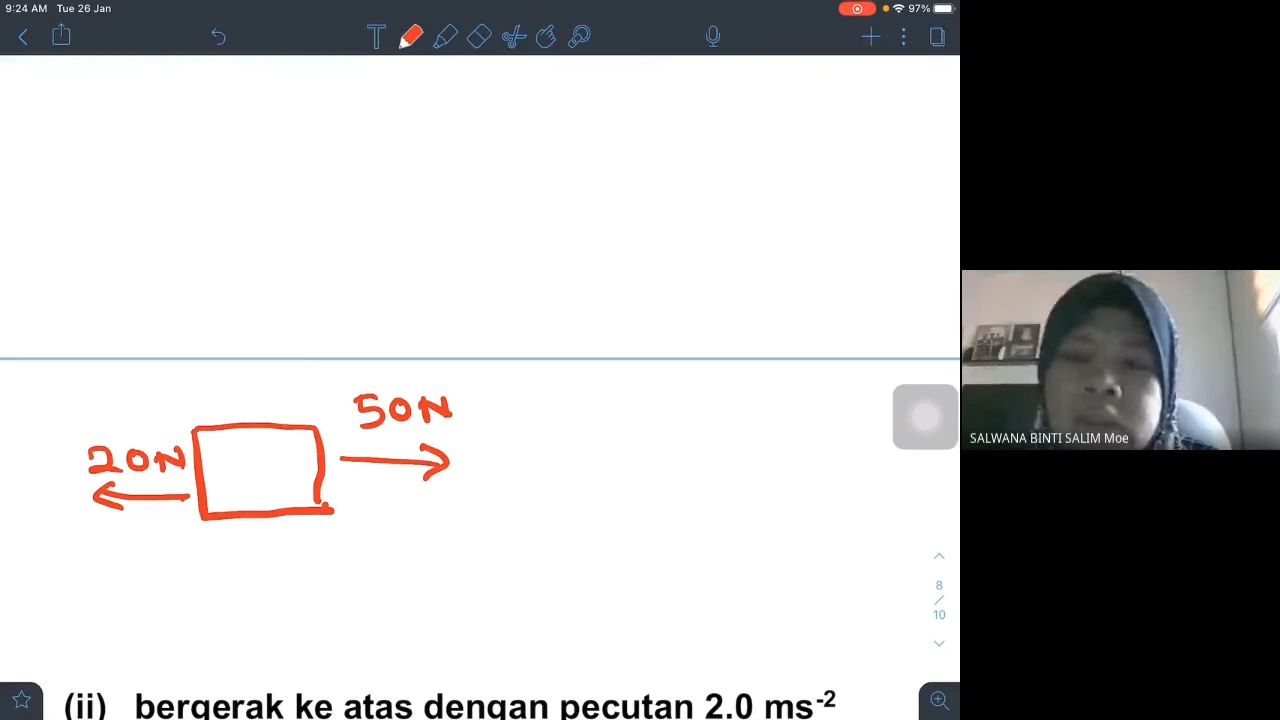 9:24 AM Tue 26 Jan
97%
T
50N
20N
SALWANA BINTI SALIM Moe
8
/
10
(ii) bergerak ke atas dengan pecutan 2.0 ms⁻²